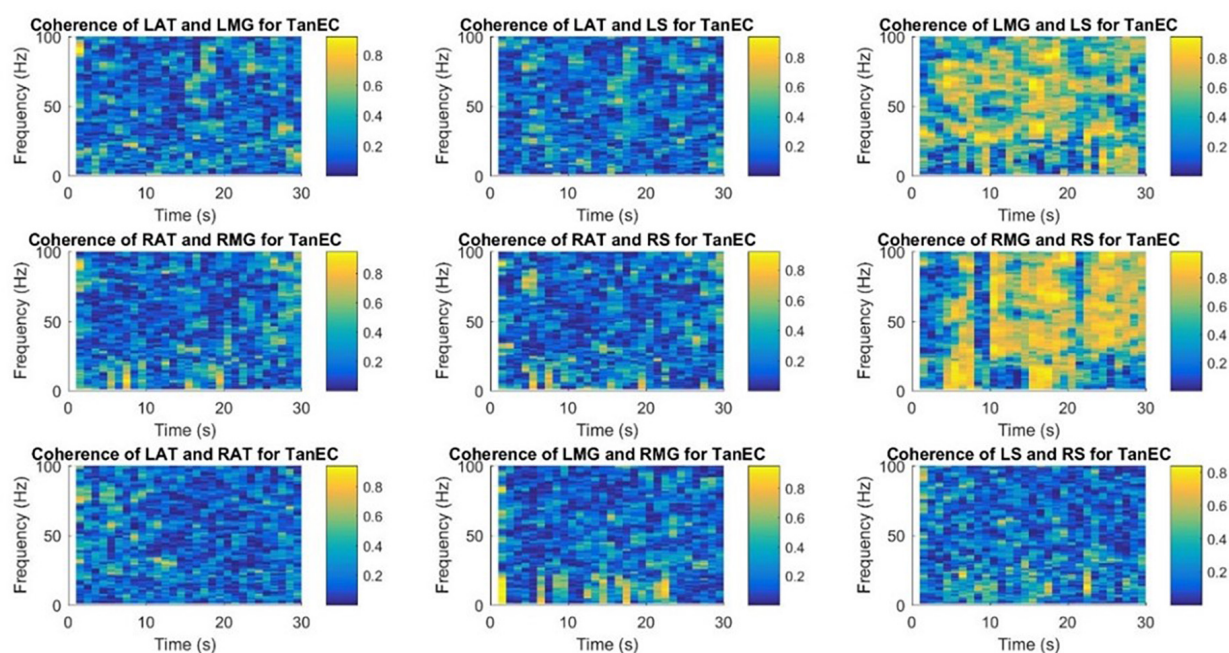 Coherence of LAT and LMG for TanEC
Coherence of LAT and LS for TanEC
Coherence of LMG and LS for TanEC
Frequency (Hz)
100
50
0
0 10 20 30
Time (s)
0.8
0.6
0.4
0.2
Frequency (Hz)
100
50
0
0 10 20 30
Time (s)
0.8
0.6
0.4
0.2
Frequency (Hz)
100
50
0
0 10 20 30
Time (s)
0.8
0.6
0.4
0.2
Coherence of RAT and RMG for TanEC
Coherence of RAT and RS for TanEC
Coherence of RMG and RS for TanEC
Frequency (Hz)
100
50
0
0 10 20 30
Time (s)
0.8
0.6
0.4
0.2
Frequency (Hz)
100
50
0
0 10 20 30
Time (s)
0.8
0.6
0.4
0.2
Frequency (Hz)
100
50
0
0 10 20 30
Time (s)
0.8
0.6
0.4
0.2
Coherence of LAT and RAT for TanEC
Coherence of LMG and RMG for TanEC
Coherence of LS and RS for TanEC
Frequency (Hz)
100
50
0
0 10 20 30
Time (s)
0.8
0.6
0.4
0.2
Frequency (Hz)
100
50
0
0 10 20 30
Time (s)
0.8
0.6
0.4
0.2
Frequency (Hz)
100
50
0
0 10 20 30
Time (s)
0.8
0.6
0.4
0.2